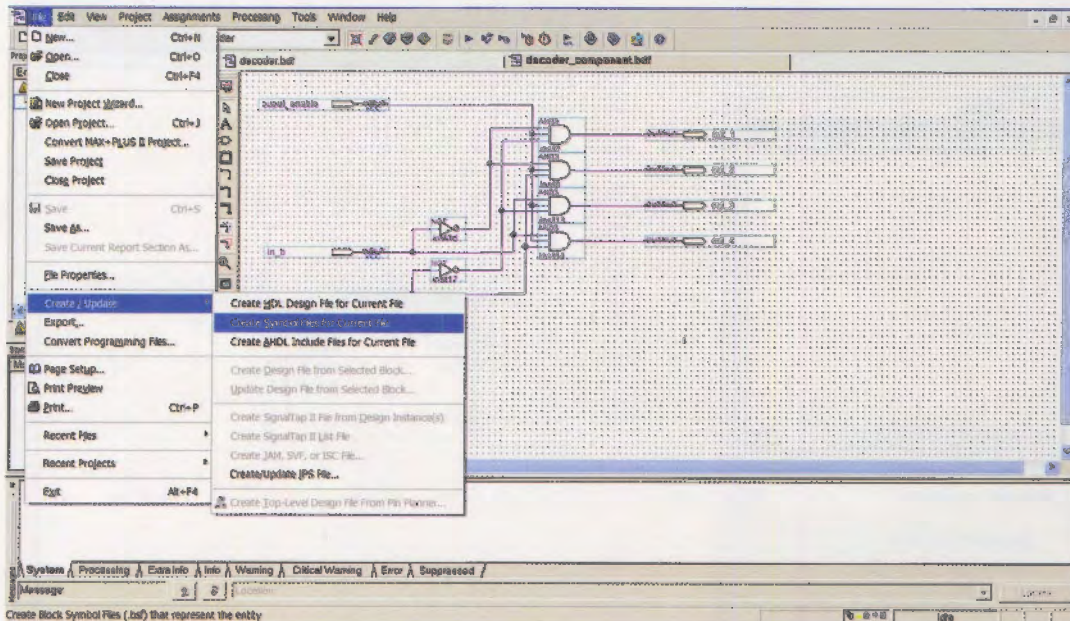 File Edit View Project Assignments Processing Tools Window Help
New... Ctrl+N
Open... Ctrl+O
Close Ctrl+F4
New Project Wizard...
Open Project... Ctrl+J
Convert MAX+PLUS II Project...
Save Project
Close Project
Save Ctrl+S
Save As...
Save Current Report Section As...
File Properties...
Create / Update
Export...
Convert Programming Files...
Page Setup...
Print Preview
Print... Ctrl+P
Recent Files
Recent Projects
Exit Alt+F4
Create HDL Design File for Current File
Create Symbol Files for Current File
Create AHDL Include Files for Current File
Create Design File from Selected Block...
Update Design File from Selected Block...
Create SignalTap II File from Design Instance(s)
Create SignalTap II List File
Create JAM, SVF, or ISC File...
Create/Update IPS File...
Create Top-Level Design File From Pin Planner...
decoder.bdf
decoder_component.bdf
output_enable
in_b
System Processing Extra Info Info Warning Critical Warning Error Suppressed
Message
Location:
Create Block Symbol Files (.bsf) that represent the entity
Idle